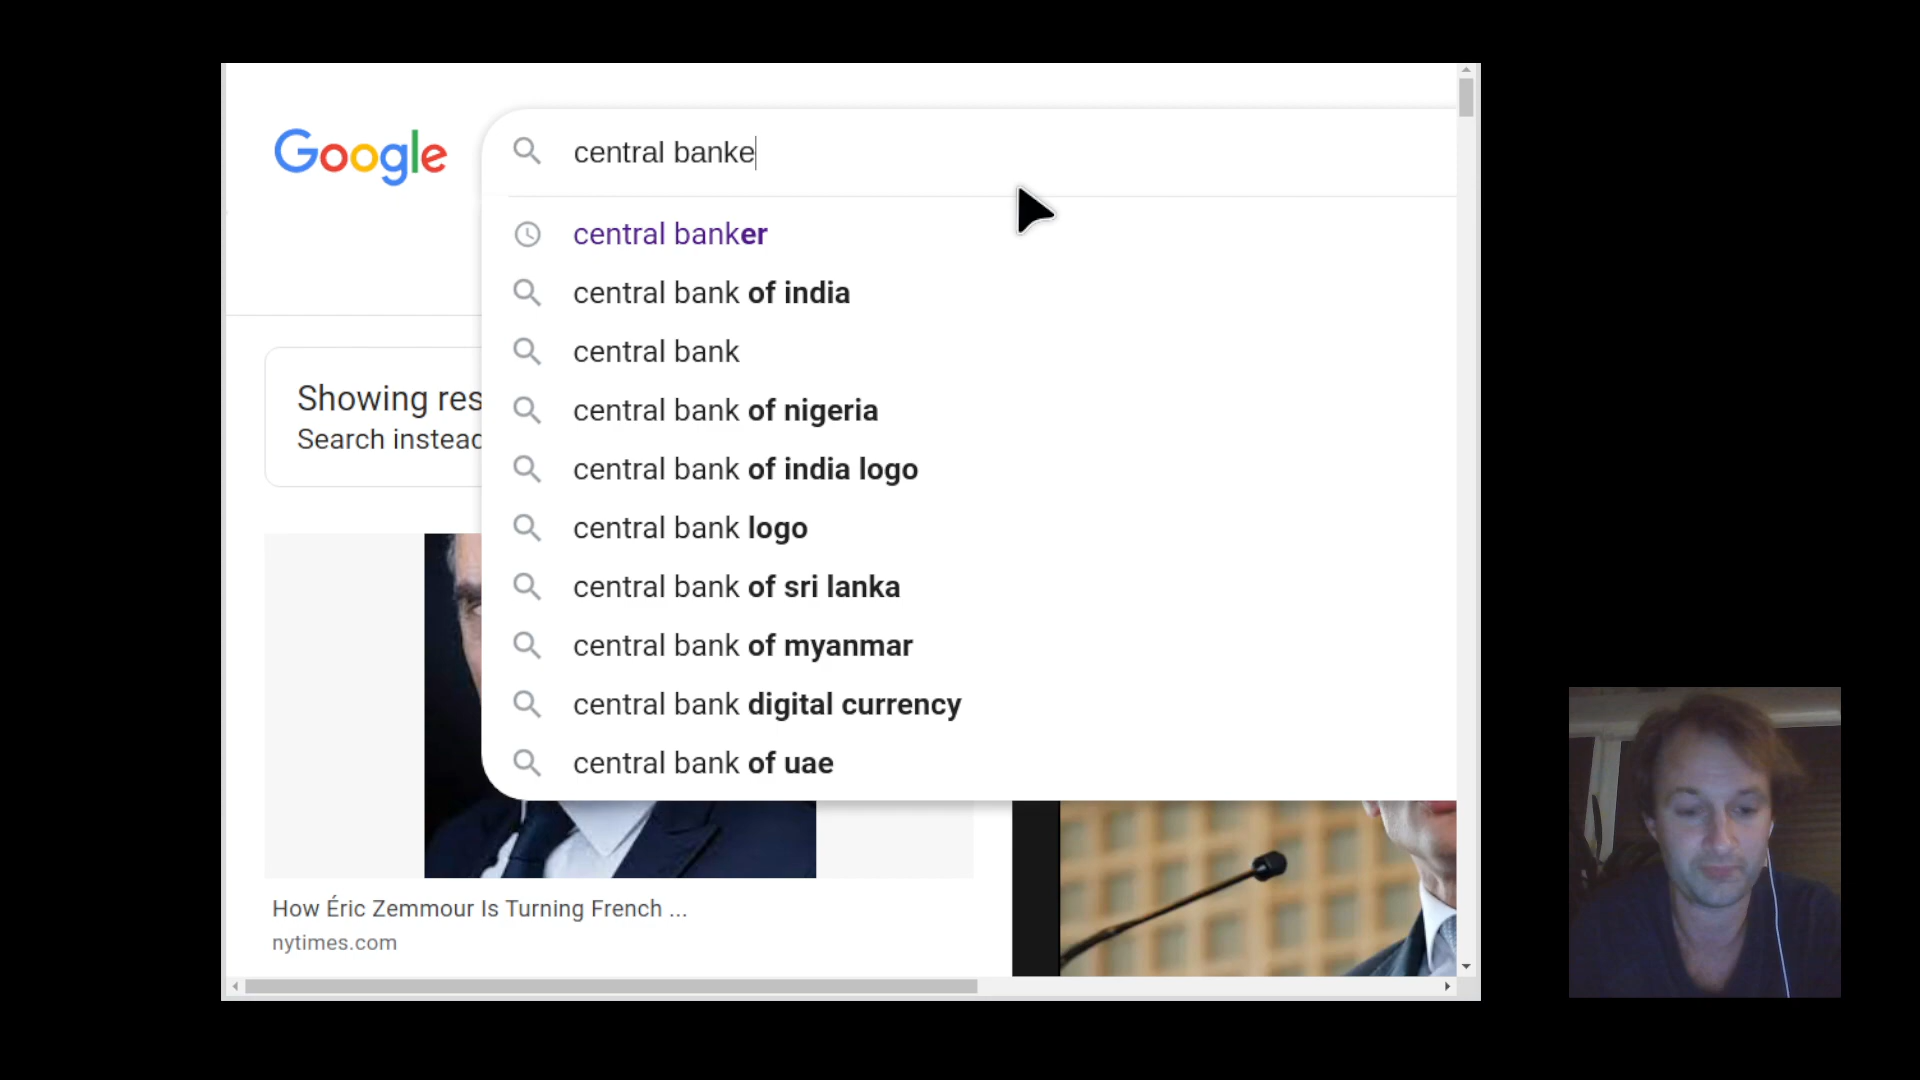 Google
central banke
central banker
central bank of india
central bank
central bank of nigeria
central bank of india logo
central bank logo
central bank of sri lanka
central bank of myanmar
central bank digital currency
central bank of uae
Showing res
Search instead
How Éric Zemmour Is Turning French ...
nytimes.com